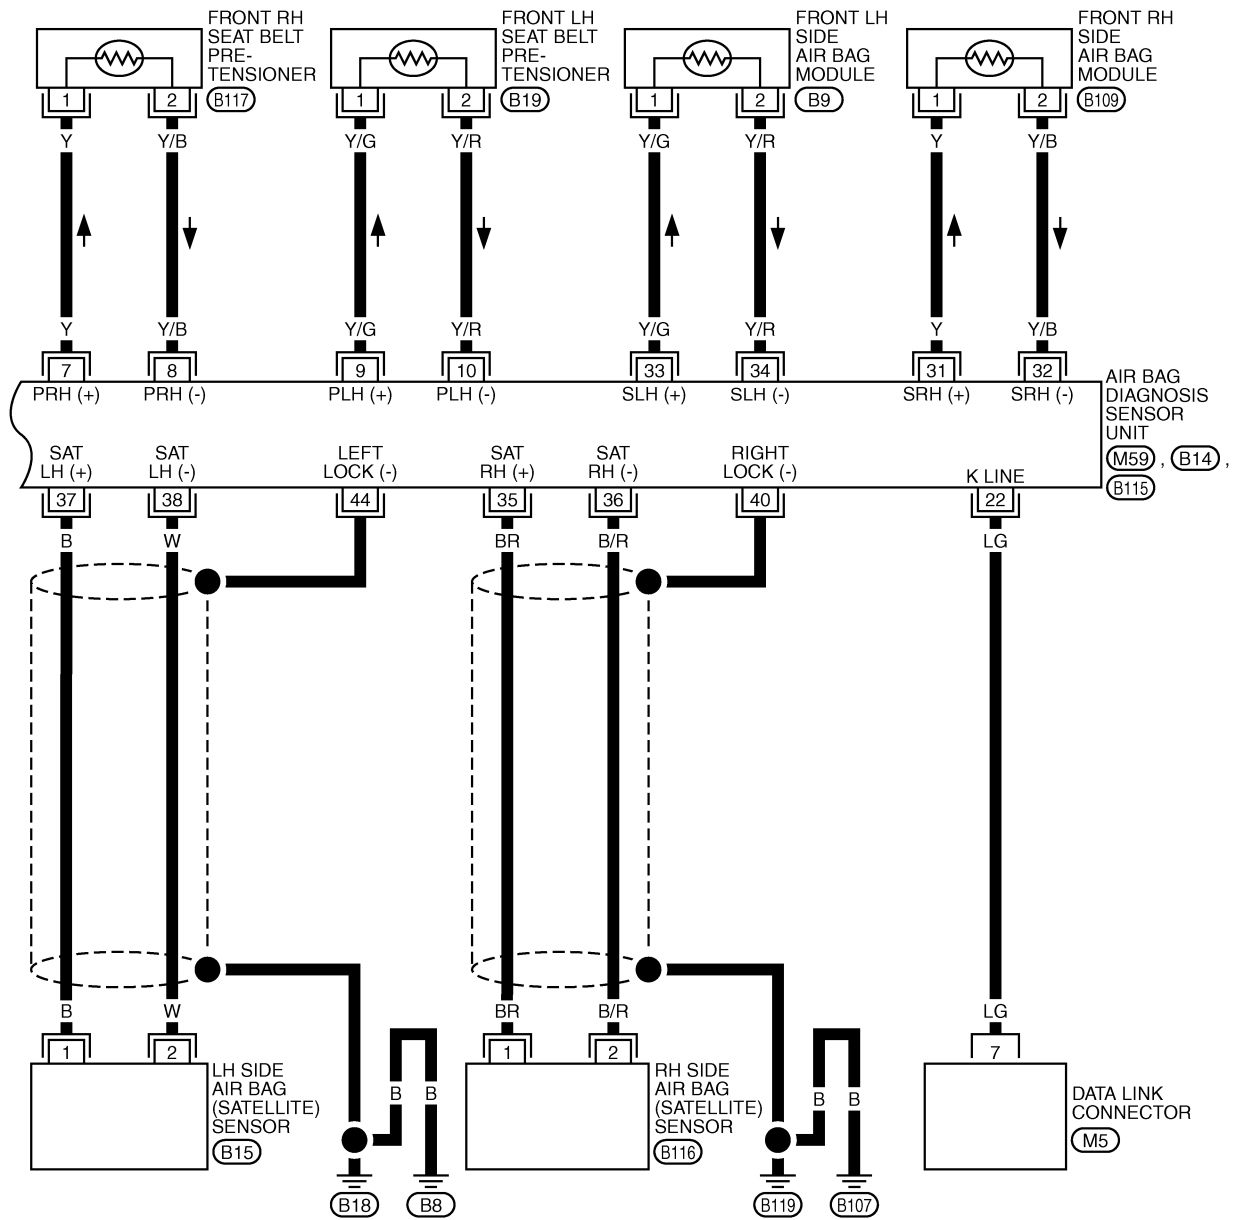 FRONT RH
SEAT BELT
PRE-
TENSIONER
B117
FRONT LH
SEAT BELT
PRE-
TENSIONER
B19
FRONT LH
SIDE
AIR BAG
MODULE
B9
FRONT RH
SIDE
AIR BAG
MODULE
B109
1 2 1 2 1 2 1 2
Y Y/B Y/G Y/R Y/G Y/R Y Y/B
Y Y/B Y/G Y/R Y/G Y/R Y Y/B
7 8 9 10 33 34 31 32
PRH (+) PRH (-) PLH (+) PLH (-) SLH (+) SLH (-) SRH (+) SRH (-)
AIR BAG
DIAGNOSIS
SENSOR
UNIT
M59 , B14 ,
B115
SAT
LH (+)
SAT
LH (-)
LEFT
LOCK (-)
SAT
RH (+)
SAT
RH (-)
RIGHT
LOCK (-)
K LINE
37 38 44 35 36 40 22
B W BR B/R LG
B W BR B/R LG
1 2 1 2 7
LH SIDE
AIR BAG
(SATELLITE)
SENSOR
B15
B B
RH SIDE
AIR BAG
(SATELLITE)
SENSOR
B116
B B
DATA LINK
CONNECTOR
M5
B18 B8 B119 B107